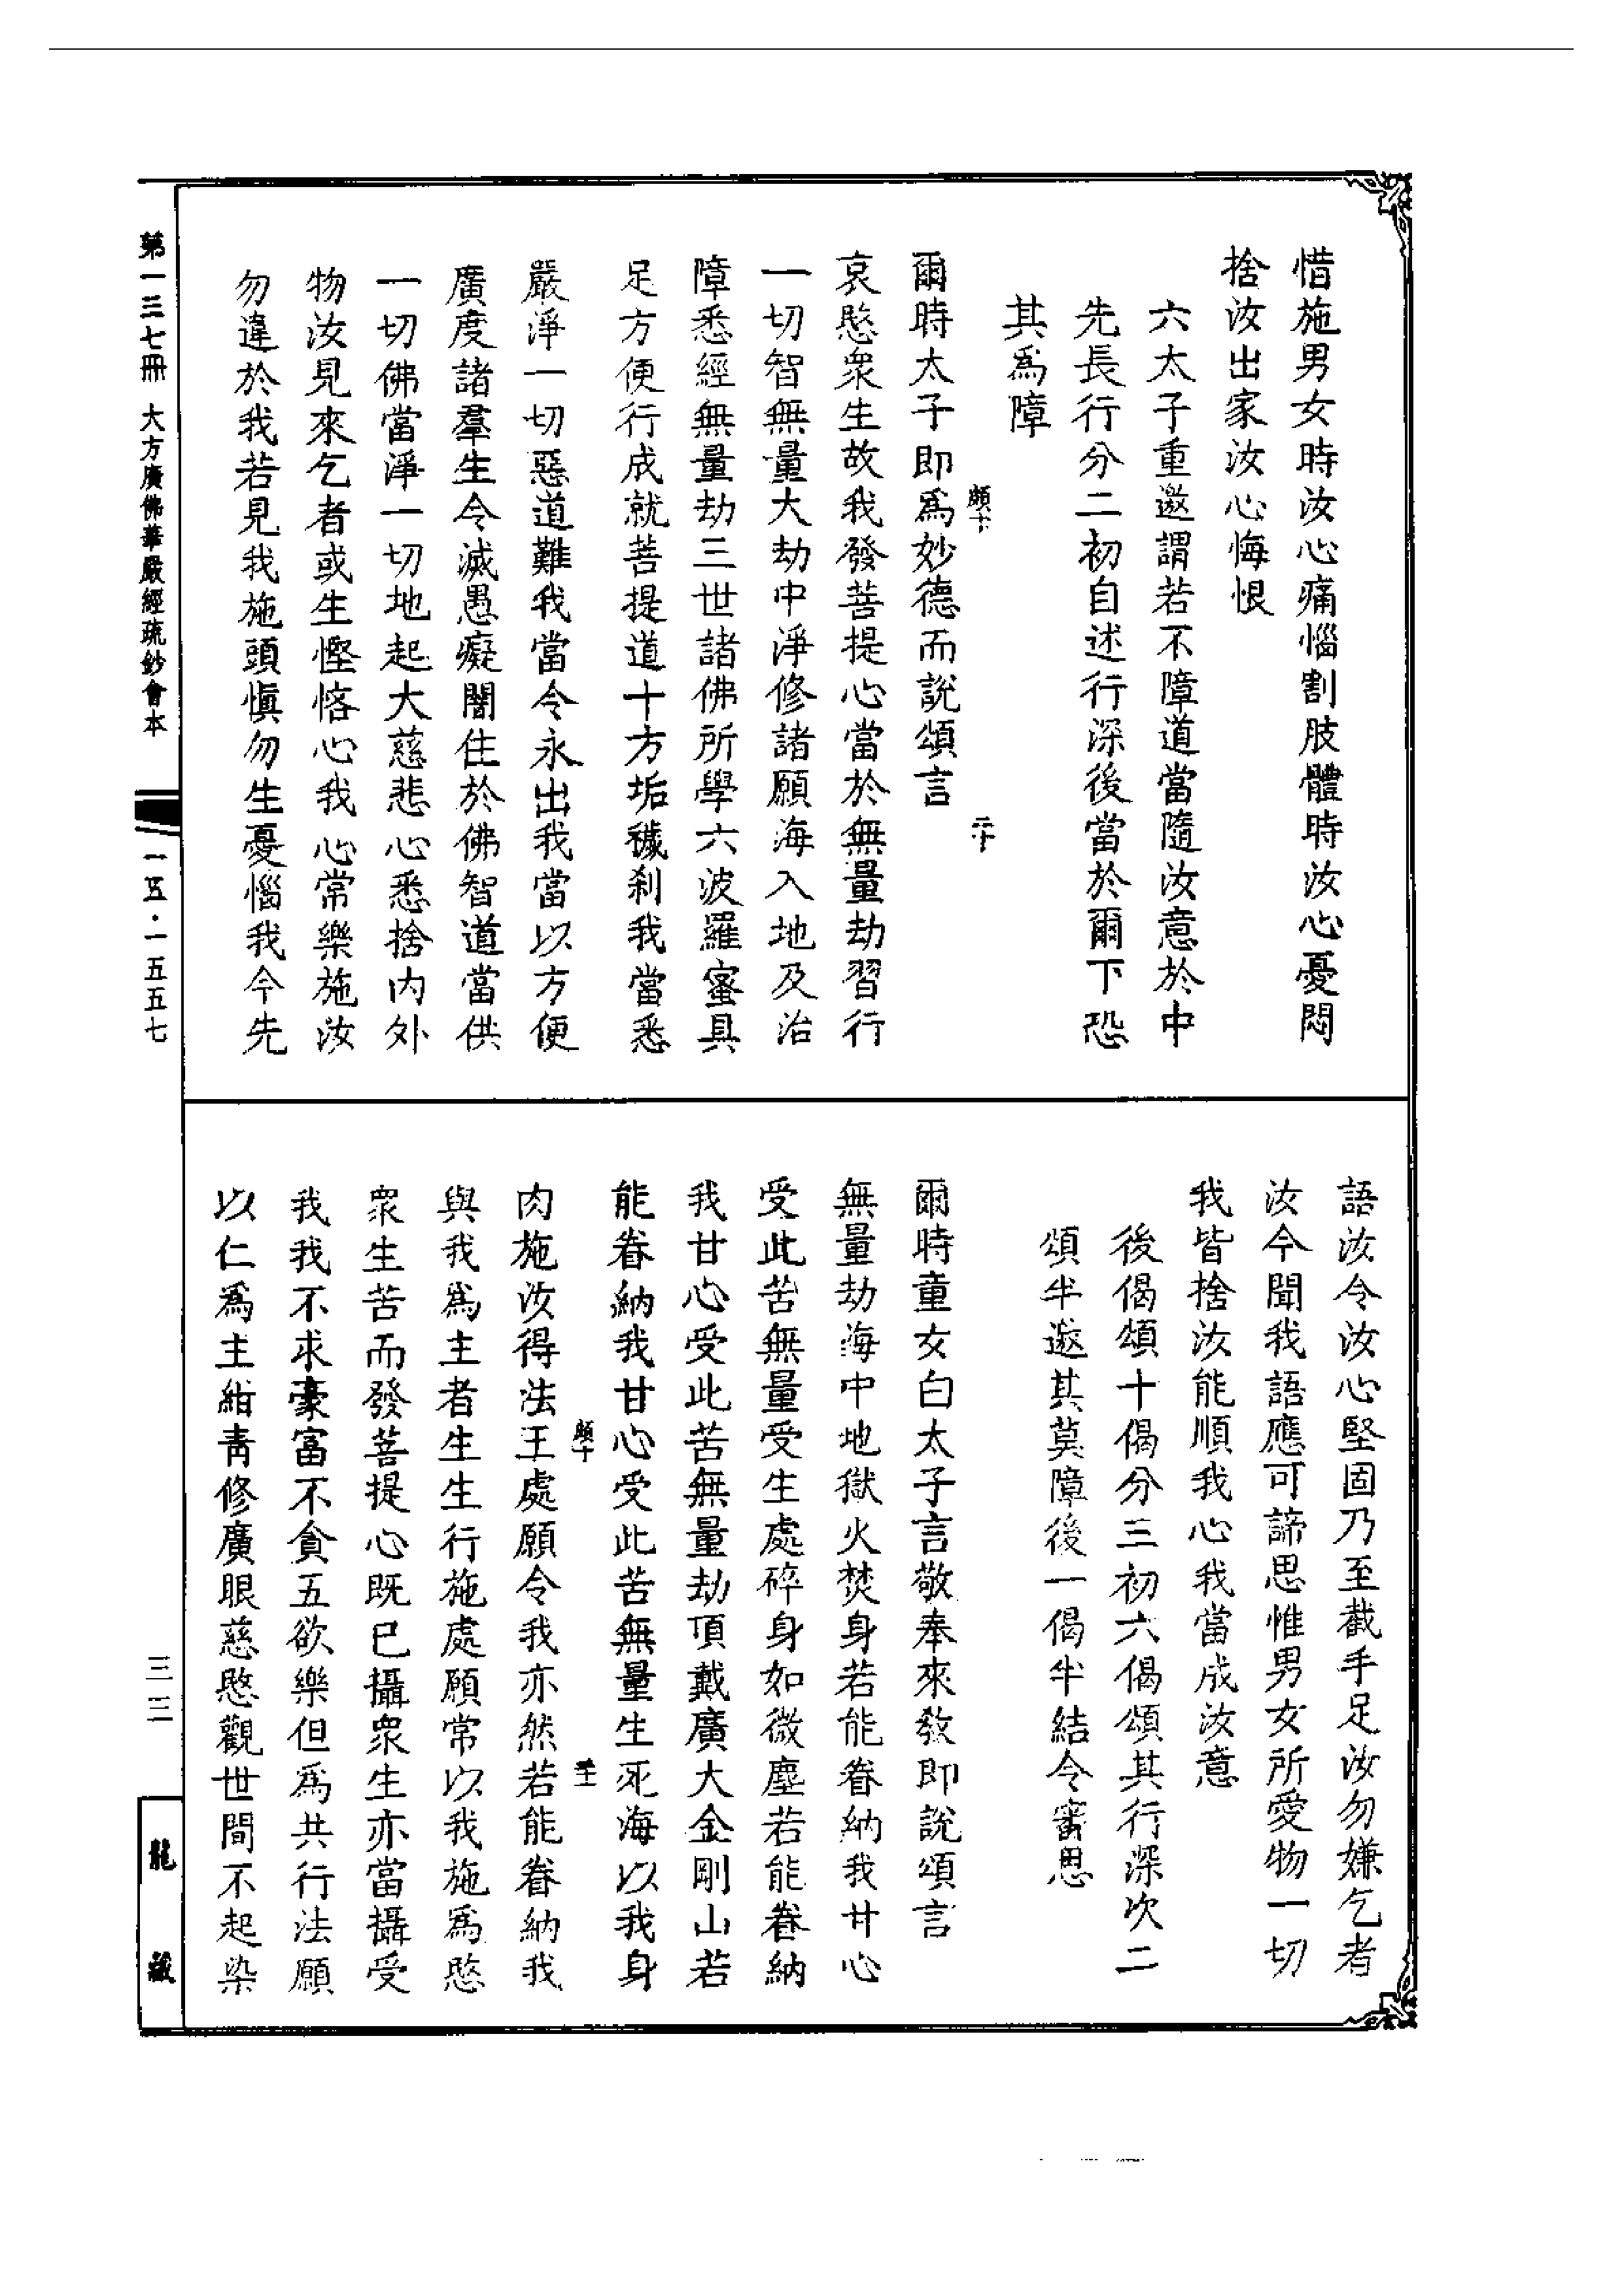 惜施男女時汝心痛惱割肢體時汝心憂悶
捨汝出家汝心悔恨
六太子重邀謂若不障道當隨汝意於中
先長行分二初自述行深後當於爾下恐
其爲障
爾時太子即爲妙德而說頌言
哀愍衆生故我發菩提心當於無量劫習行
一切智無量大劫中淨修諸願海入地及治
障悉經無量劫三世諸佛所學六波羅蜜具
足方便行成就菩提道十方垢穢刹我當悉
嚴淨一切惡道難我當令永出我當以方便
廣度諸羣生令滅愚癡闇住於佛智道當供
一切佛當淨一切地起大慈悲心悉捨內外
物汝見來乞者或生慳悋心我心常樂施汝
勿違於我若見我施頭愼勿生憂惱我今先
語汝令汝心堅固乃至截手足汝勿嫌乞者
汝今聞我語應可諦思惟男女所愛物一切
我皆捨汝能順我心我當成汝意
後偈頌十偈分三初六偈頌其行深次二
頌半邀其莫障後一偈半結令審思
爾時童女白太子言敬奉來敎即說頌言
無量劫海中地獄火焚身若能眷納我甘心
受此苦無量受生處碎身如微塵若能眷納
我甘心受此苦無量劫頂戴廣大金剛山若
能眷納我甘心受此苦無量生死海以我身
肉施汝得法王處願令我亦然若能眷納我
與我爲主者生生行施處願常以我施爲愍
衆生苦而發菩提心既已攝衆生亦當攝受
我我不求豪富不貪五欲樂但爲共行法願
以仁爲主紺青修廣眼慈愍觀世間不起染
第一三七冊 大方廣佛華嚴經疏鈔會本
一五·一五五七
三三
龍藏